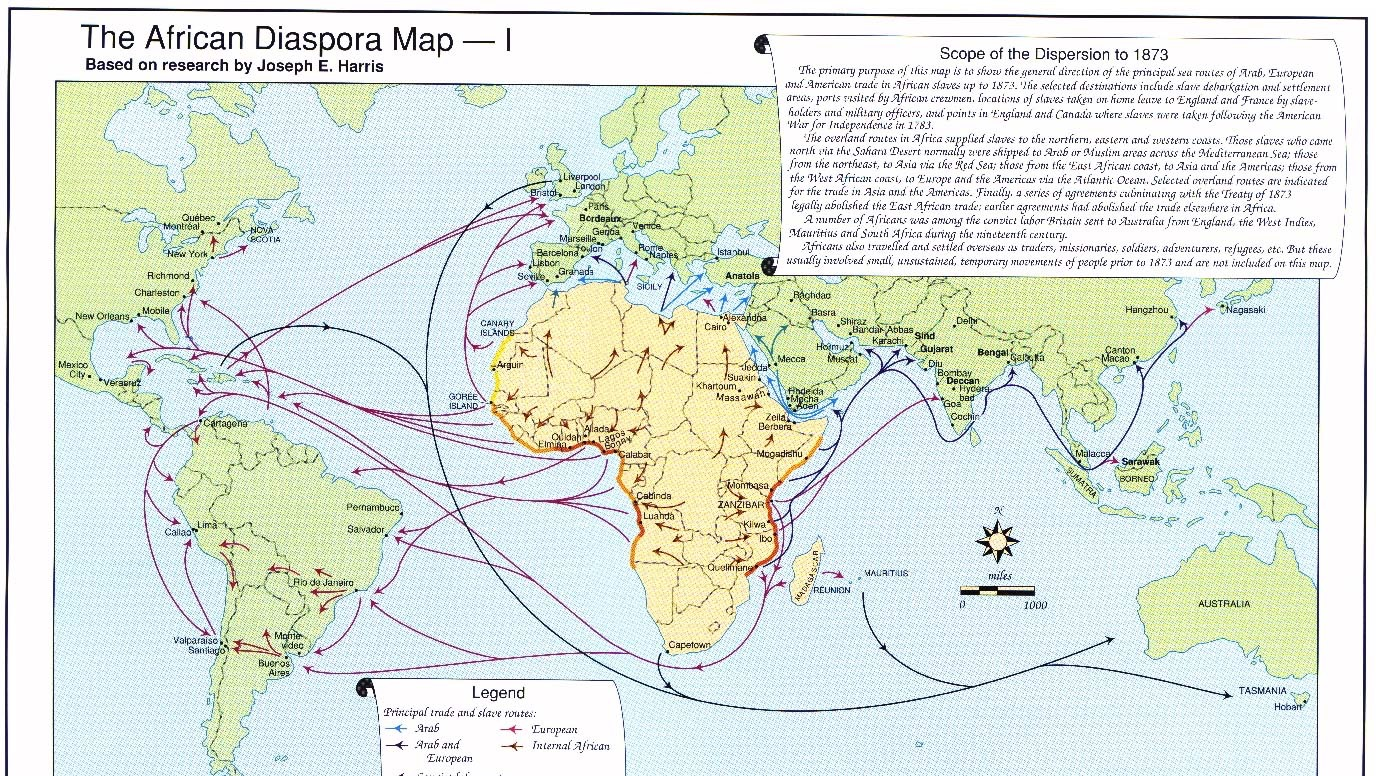 The African Diaspora Map — I
Based on research by Joseph E. Harris
Scope of the Dispersion to 1873
The primary purpose of this map is to show the general direction of the principal sea routes of Arab, European
and American trade in African slaves up to 1873. The selected destinations include slave debarkation and settlement
areas, ports visited by African crewmen, locations of slaves taken on home leave to England and France by slave-
holders and military officers, and points in England and Canada where slaves were taken following the American
War for Independence in 1783.
The overland routes in Africa supplied slaves to the northern, eastern and western coasts. Those slaves who came
north via the Sahara Desert normally were shipped to Arab or Muslim areas across the Mediterranean Sea; those
from the northeast, to Asia via the Red Sea; those from the East African coast, to Asia and the Americas; those from
the West African coast, to Europe and the Americas via the Atlantic Ocean. Selected overland routes are indicated
for the trade in Asia and the Americas. Finally, a series of agreements culminating with the Treaty of 1873
legally abolished the East African trade; earlier agreements had abolished the trade elsewhere in Africa.
A number of Africans was among the convict labor Britain sent to Australia from England, the West Indies,
Mauritius and South Africa during the nineteenth century.
Africans also travelled and settled overseas as traders, missionaries, soldiers, adventurers, refugees, etc. But these
usually involved small, unsustained, temporary movements of people prior to 1873 and are not included on this map.
Liverpool
London
Bristol
Paris
Bordeaux
Genoa
Venice
Marseille
Toulon
Barcelona
Rome
Naples
Lisbon
Granada
Seville
SICILY
Istanbul
Anatolia
Québec
Montréal
NOVA
SCOTIA
New York
Richmond
Charleston
New Orleans
Mobile
Mexico
City
Veracruz
Cartagena
CANARY
ISLANDS
Arguin
GORÉE
ISLAND
Alexandria
Cairo
Baghdad
Basra
Shiraz
Bandar Abbas
Hormuz
Muscat
Karachi
Sind
Gujarat
Delhi
Bengal
Calcutta
Diu
Bombay
Deccan
Hydera-
bad
Goa
Cochin
Hangzhou
Nagasaki
Canton
Macao
Mecca
Jedda
Suakin
Khartoum
Massawah
Hodeida
Mocha
Aden
Zeila
Berbera
Mogadishu
Allada
Ouidah
Lagos
Bonny
Elmina
Calabar
Cabinda
Luanda
Mombasa
ZANZIBAR
Kilwa
Ibo
Quelimane
MADAGASCAR
MAURITIUS
RÉUNION
Capetown
Malacca
Sarawak
BORNEO
SUMATRA
Pernambuco
Salvador
Lima
Callao
Rio de Janeiro
Valparaíso
Santiago
Monte-
video
Buenos
Aires
N
miles
0 1000
AUSTRALIA
TASMANIA
Hobart
Legend
Principal trade and slave routes:
Arab
European
Arab and
European
Internal African